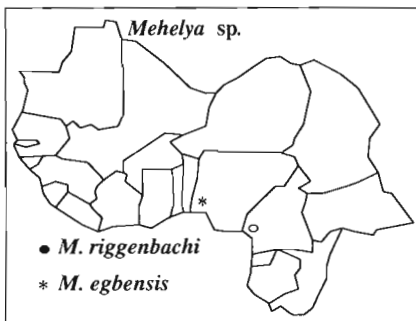 Mehelya sp.
● M. riggenbachi
* M. egbensis